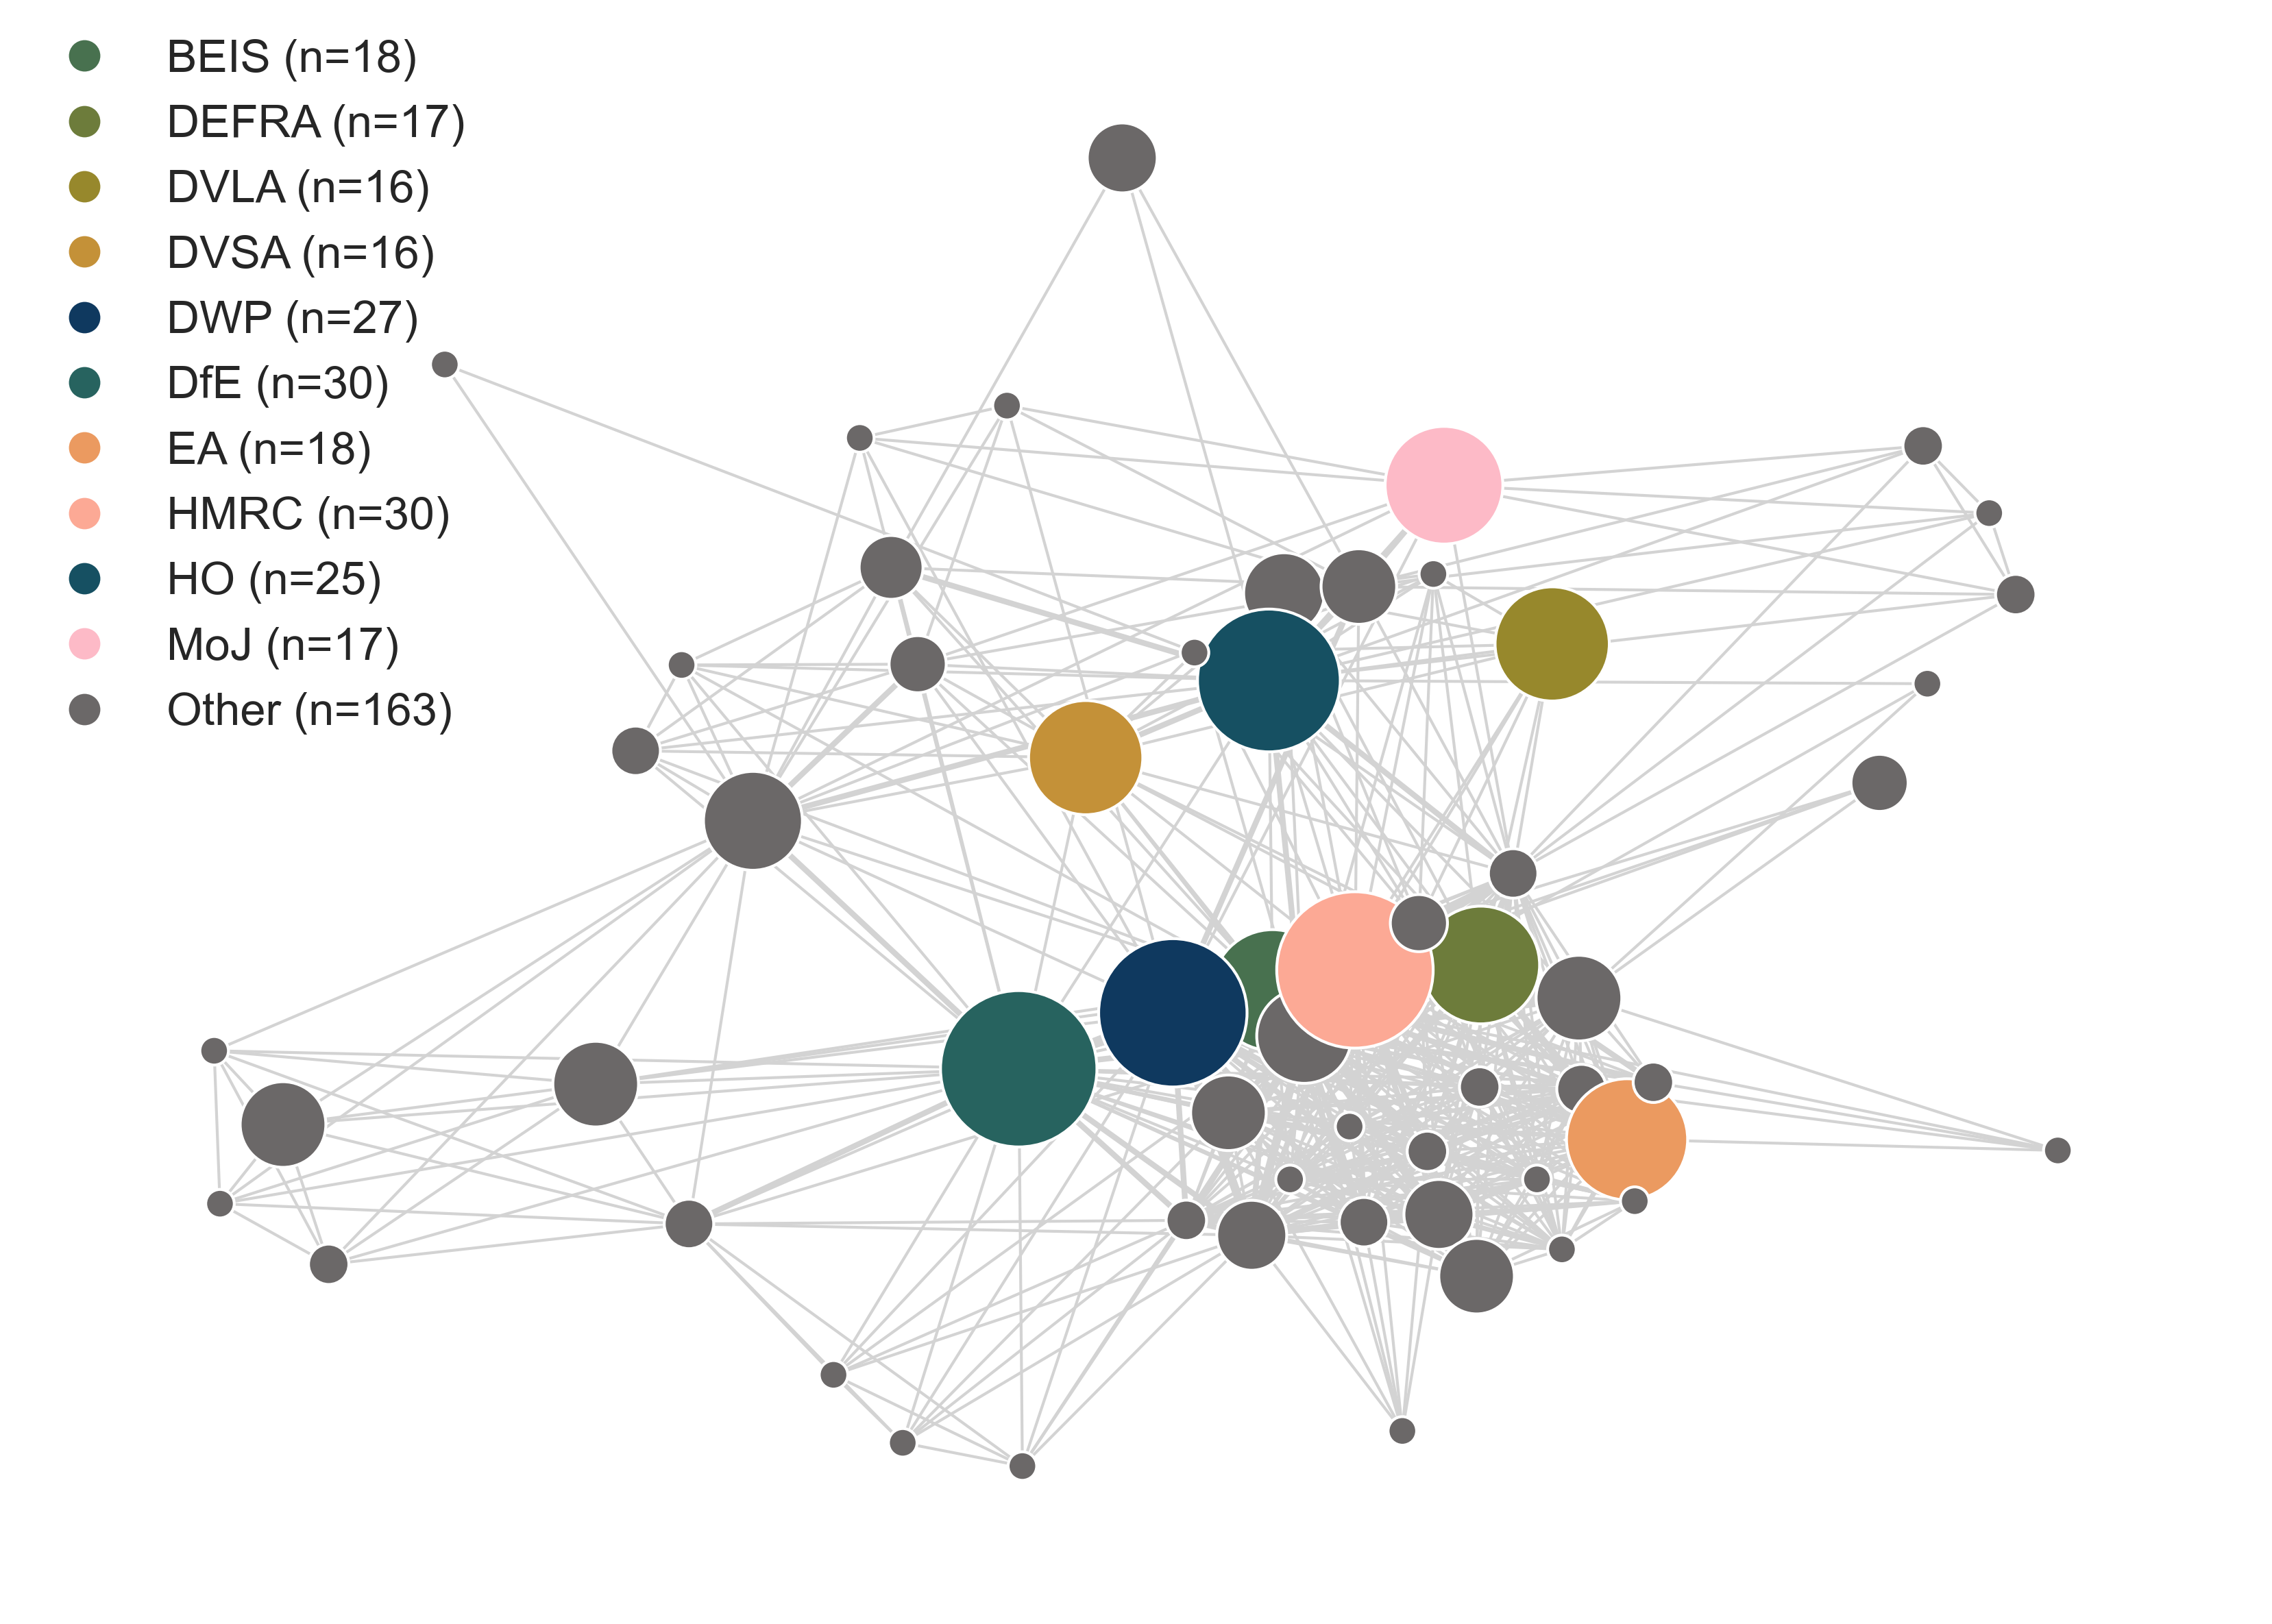 BEIS (n=18)
DEFRA (n=17)
DVLA (n=16)
DVSA (n=16)
DWP (n=27)
DfE (n=30)
EA (n=18)
HMRC (n=30)
HO (n=25)
MoJ (n=17)
Other (n=163)